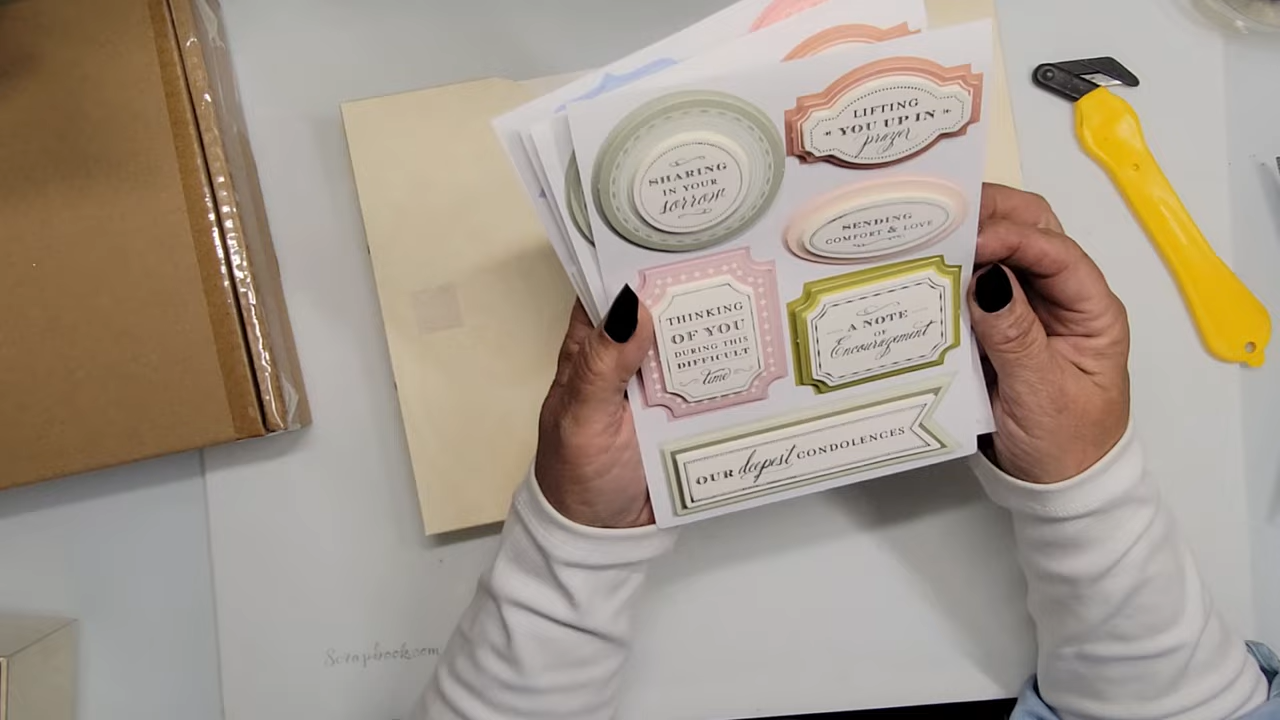 SHARING
IN YOUR
sorrow
LIFTING
YOU UP IN
prayer
SENDING
COMFORT & LOVE
THINKING
OF YOU
DURING THIS
DIFFICULT
time
A NOTE
OF
Encouragement
OUR deepest CONDOLENCES
Scrapbook.com